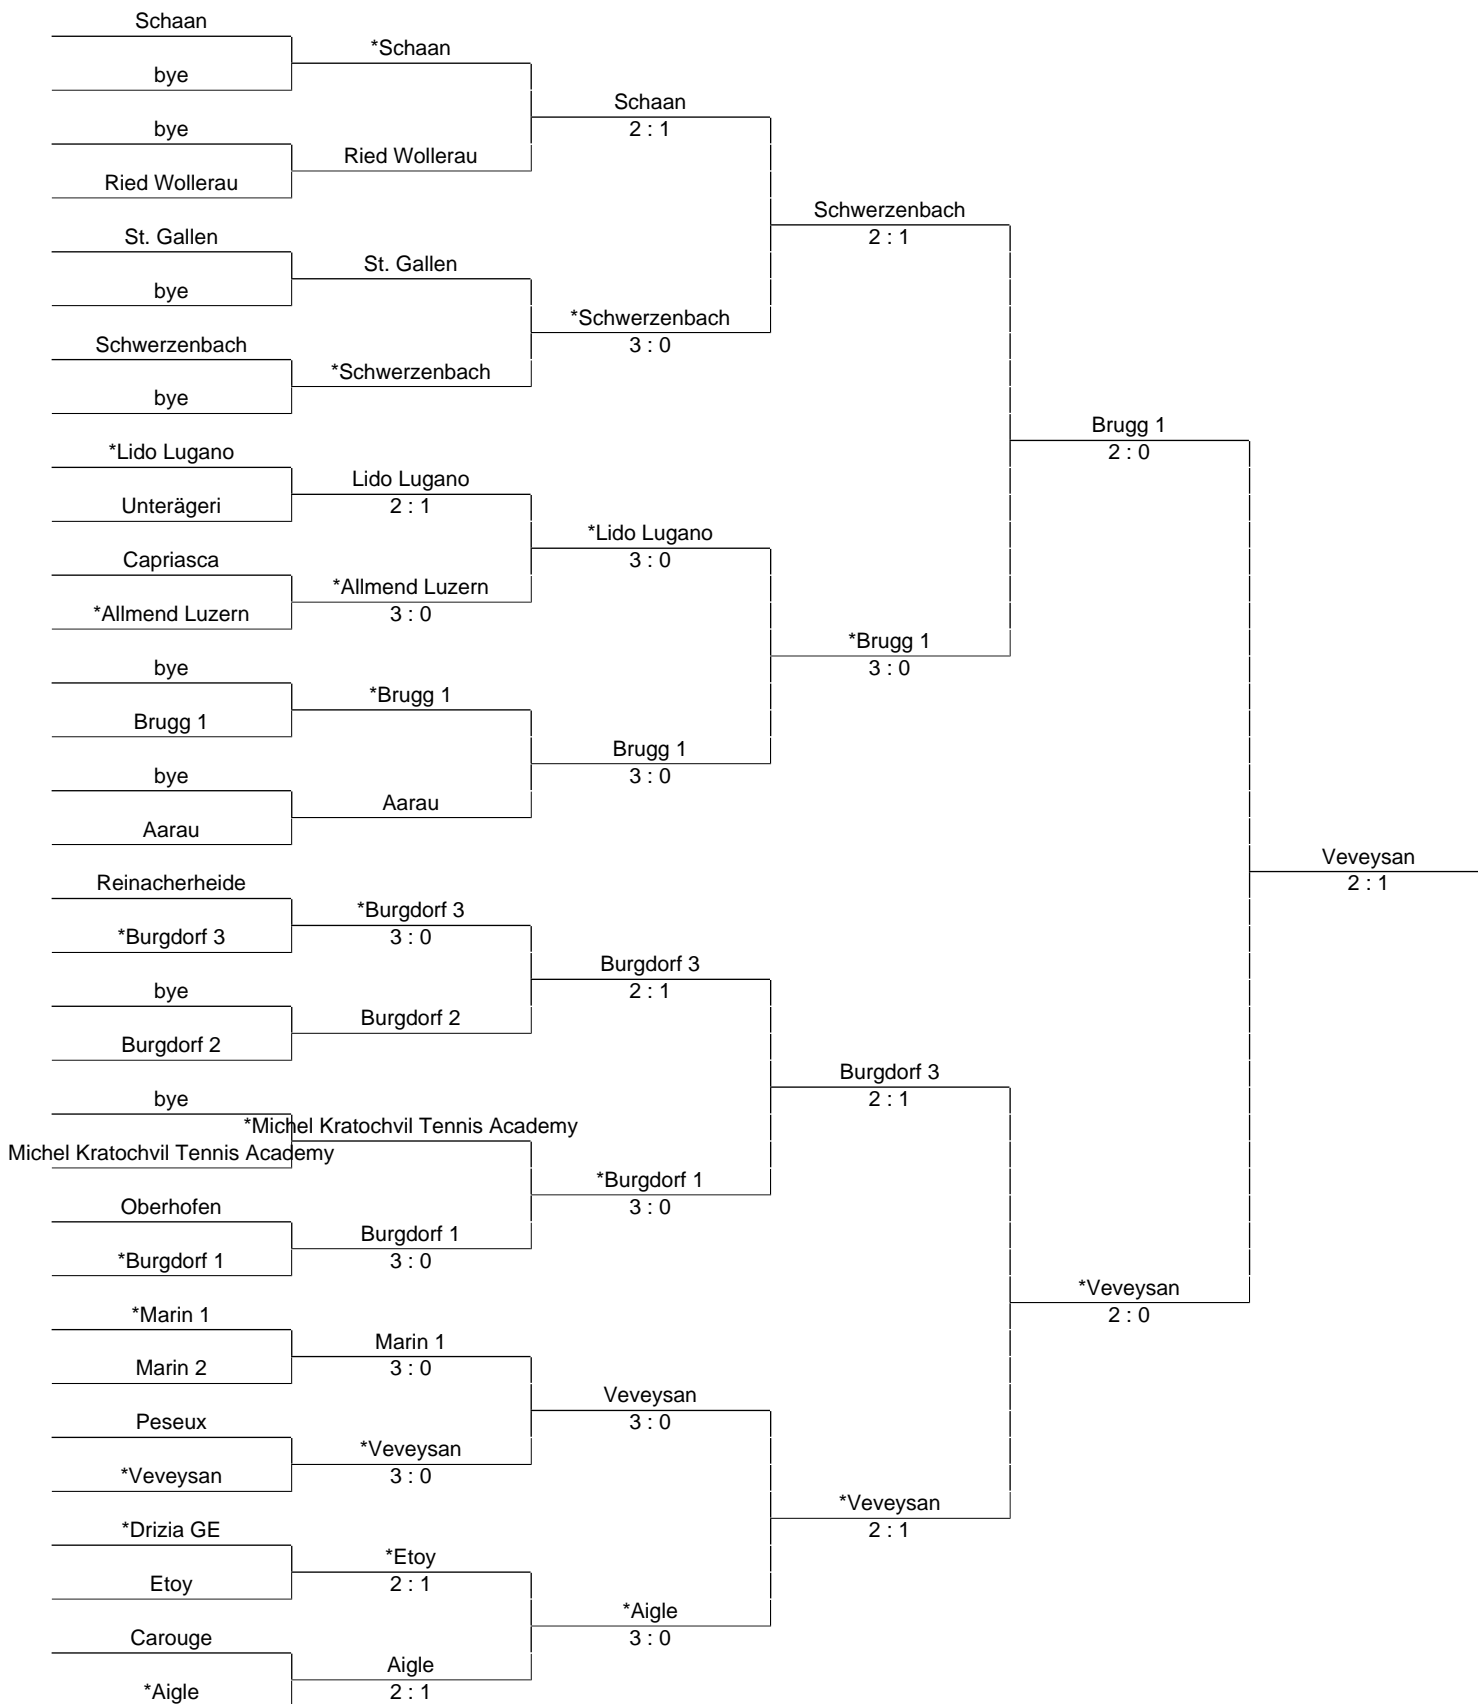 Schaan
bye
bye
Ried Wollerau
St. Gallen
bye
Schwerzenbach
bye
*Lido Lugano
Unterägeri
Capriasca
*Allmend Luzern
bye
Brugg 1
bye
Aarau
Reinacherheide
*Burgdorf 3
bye
Burgdorf 2
bye
Michel Kratochvil Tennis Academy
Oberhofen
*Burgdorf 1
*Marin 1
Marin 2
Peseux
*Veveysan
*Drizia GE
Etoy
Carouge
*Aigle
*Schaan
Ried Wollerau
St. Gallen
*Schwerzenbach
Lido Lugano
2 : 1
*Allmend Luzern
3 : 0
*Brugg 1
Aarau
*Burgdorf 3
3 : 0
Burgdorf 2
*Michel Kratochvil Tennis Academy
Burgdorf 1
3 : 0
Marin 1
3 : 0
*Veveysan
3 : 0
*Etoy
2 : 1
Aigle
2 : 1
Schaan
2 : 1
*Schwerzenbach
3 : 0
*Lido Lugano
3 : 0
Brugg 1
3 : 0
Burgdorf 3
2 : 1
*Burgdorf 1
3 : 0
Veveysan
3 : 0
*Aigle
3 : 0
Schwerzenbach
2 : 1
*Brugg 1
3 : 0
Burgdorf 3
2 : 1
*Veveysan
2 : 1
Brugg 1
2 : 0
*Veveysan
2 : 0
Veveysan
2 : 1